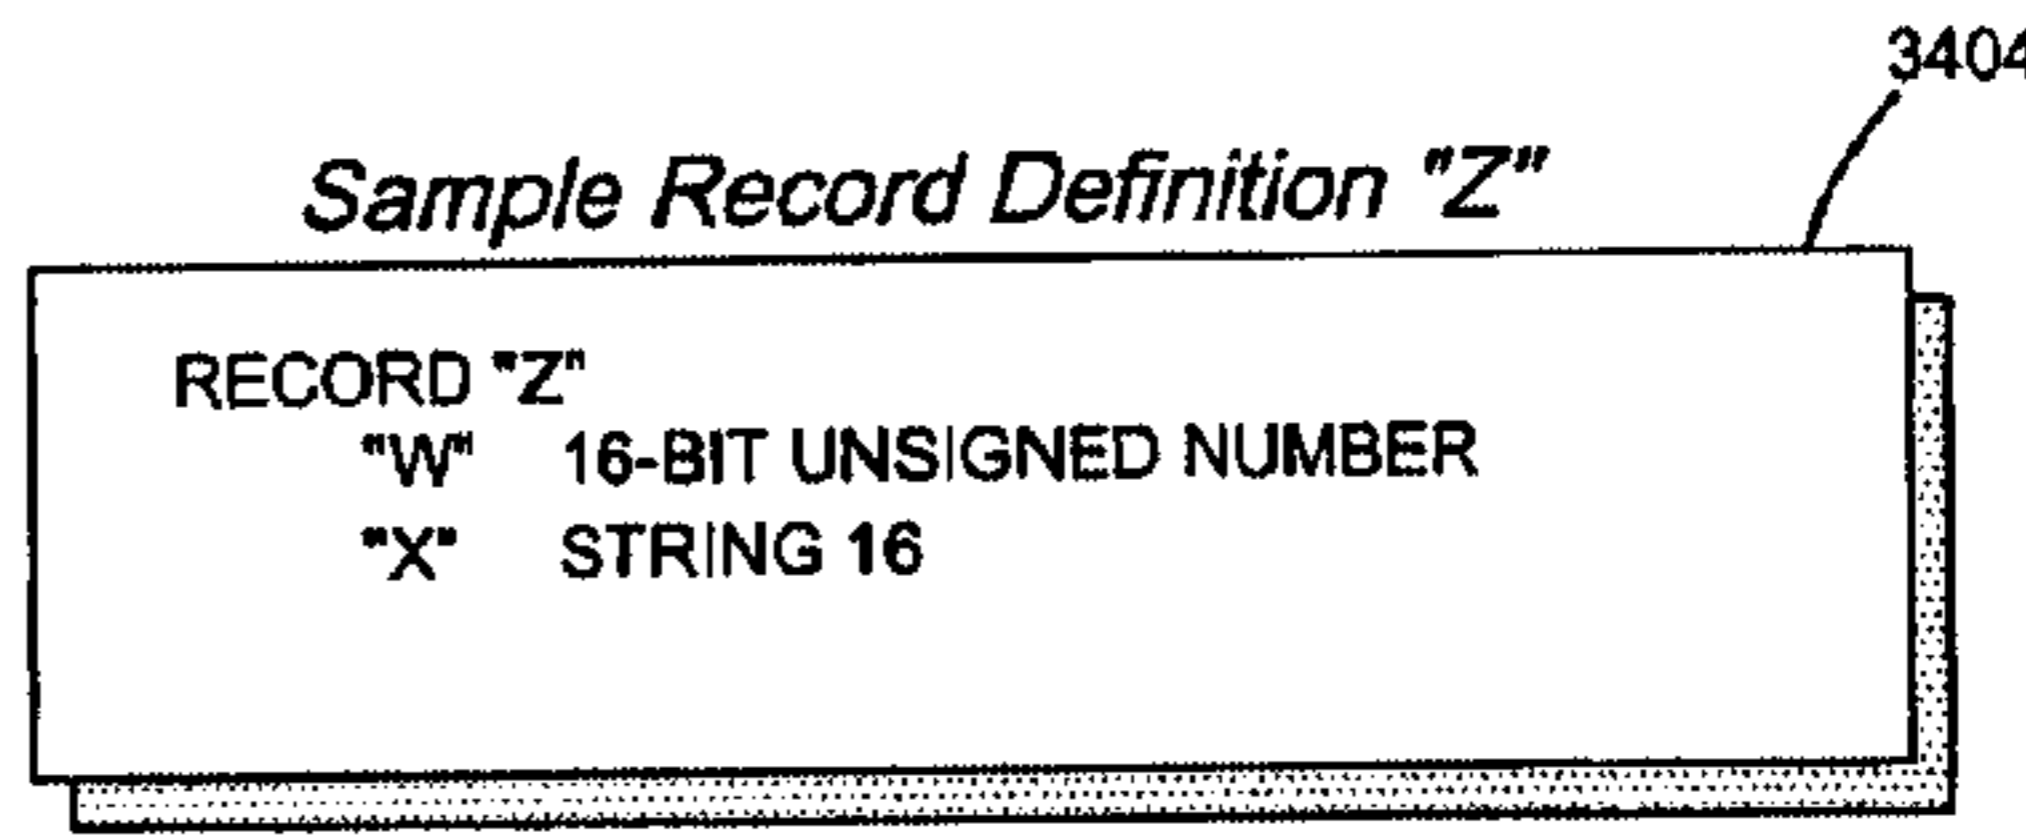 3404
Sample Record Definition "Z"
RECORD "Z"
"W" 16-BIT UNSIGNED NUMBER
"X" STRING 16